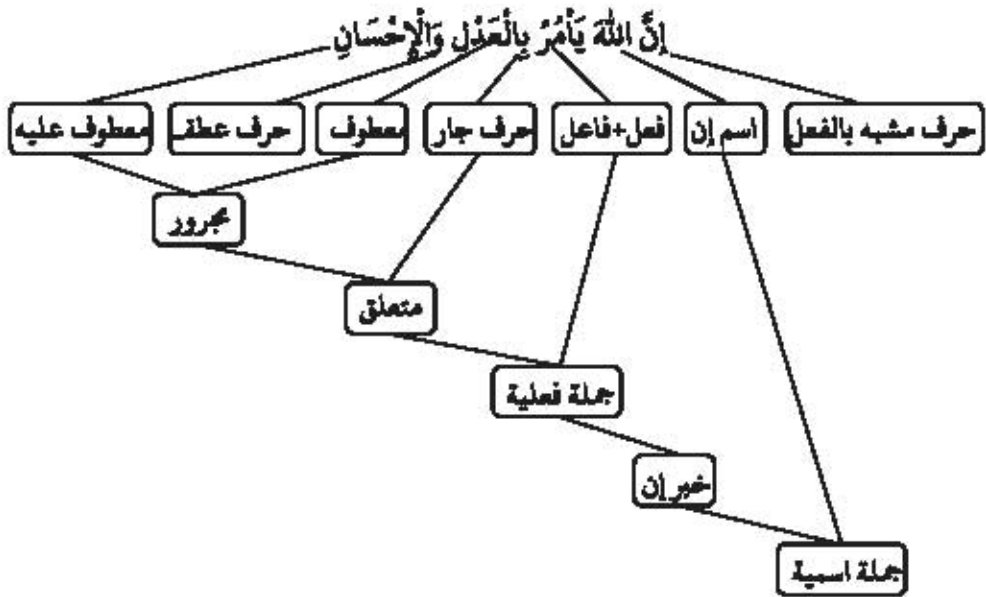 إِنَّ اللهَ يَأْمُرُ بِالْعَدْلِ وَالْإِحْسَانِ
حرف مشبه بالفعل اسم إن فعل+فاعل حرف جار معطوف حرف عطف معطوف عليه
مجرور
متعلق
جملة فعلية
خبر إن
جملة اسمية